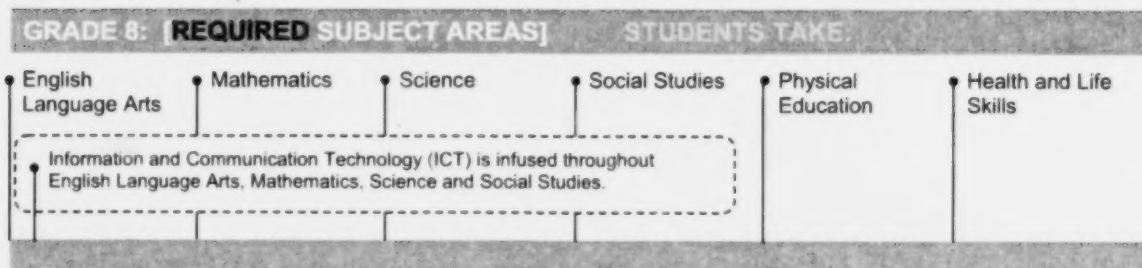 GRADE 8: [REQUIRED SUBJECT AREAS] STUDENTS TAKE:
English
Language Arts
Mathematics
Science
Social Studies
Physical
Education
Health and Life
Skills
Information and Communication Technology (ICT) is infused throughout
English Language Arts, Mathematics, Science and Social Studies.